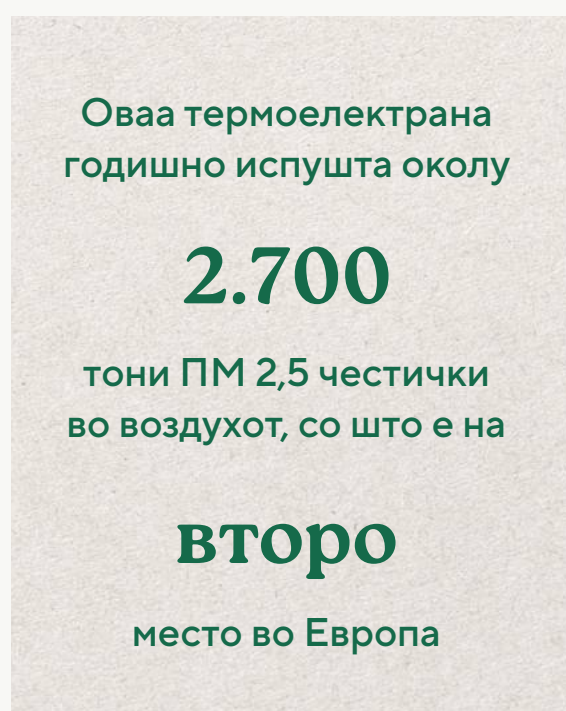 Оваа термоелектрана
годишно испушта околу
2.700
тони ПМ 2,5 честички
во воздухот, со што е на
второ
место во Европа